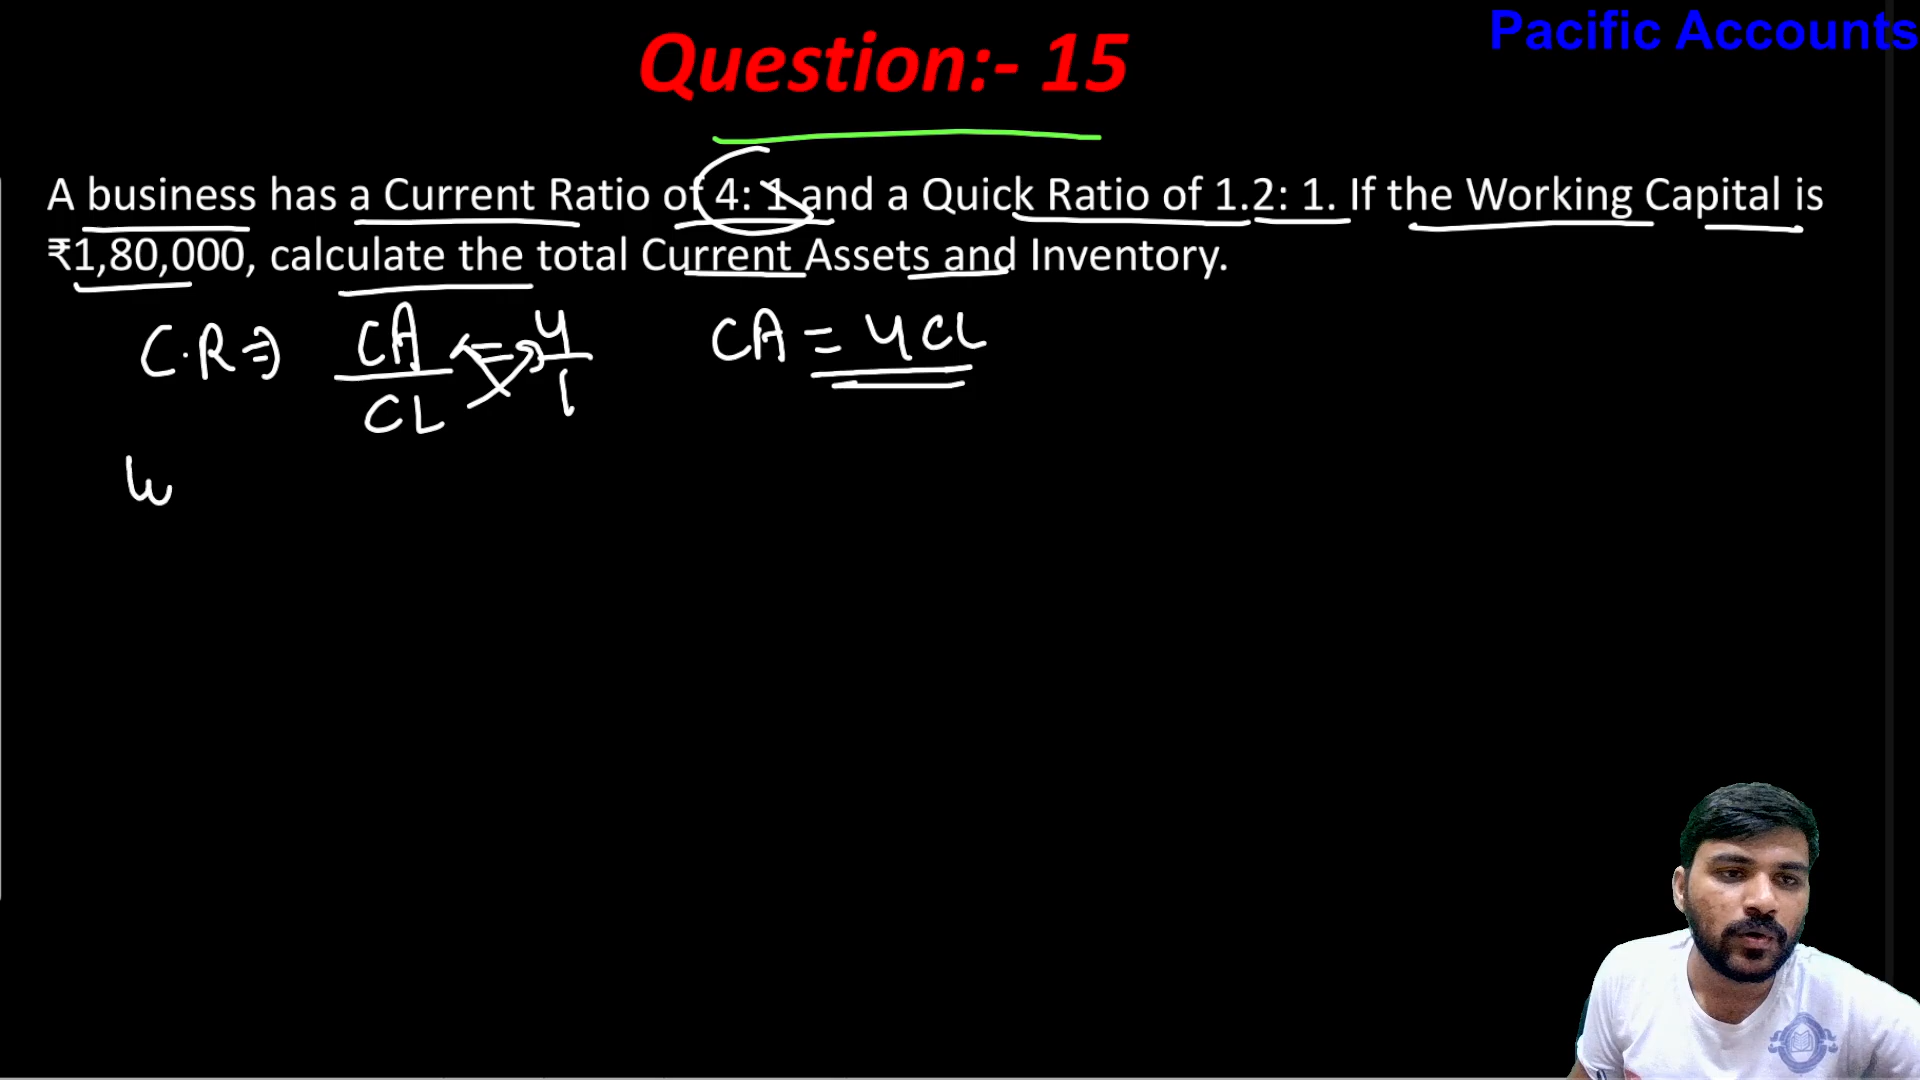 Pacific Accounts
Question:- 15
A business has a Current Ratio of 4: 1 and a Quick Ratio of 1.2: 1. If the Working Capital is
₹1,80,000, calculate the total Current Assets and Inventory.
C.R ⇒ CA/CL = 4/1 CA = 4CL
W